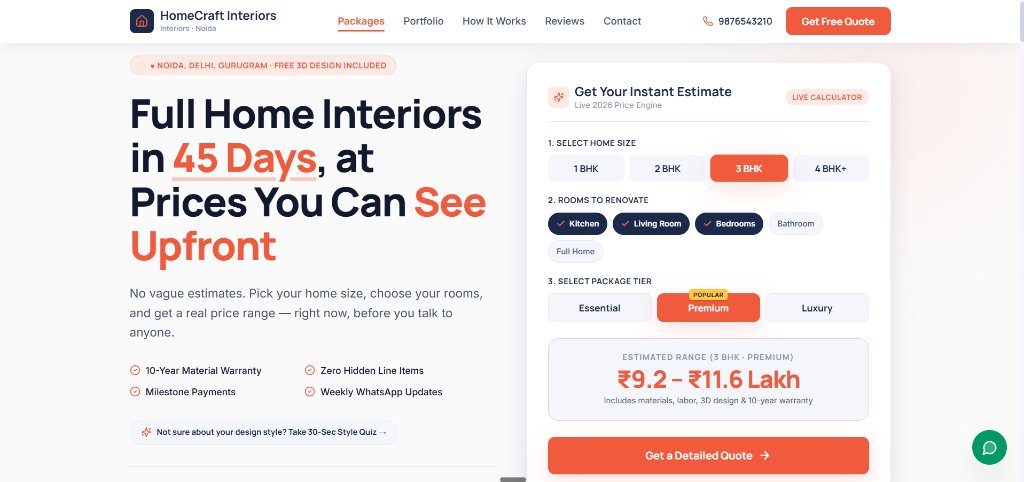 HomeCraft Interiors
Interiors · Noida
Packages
Portfolio
How It Works
Reviews
Contact
9876543210
Get Free Quote
NOIDA, DELHI, GURUGRAM · FREE 3D DESIGN INCLUDED
Full Home Interiors
in 45 Days, at
Prices You Can See
Upfront
No vague estimates. Pick your home size, choose your rooms,
and get a real price range — right now, before you talk to
anyone.
10-Year Material Warranty
Zero Hidden Line Items
Milestone Payments
Weekly WhatsApp Updates
Not sure about your design style? Take 30-Sec Style Quiz →
Get Your Instant Estimate
Live 2026 Price Engine
LIVE CALCULATOR
1. SELECT HOME SIZE
1 BHK
2 BHK
3 BHK
4 BHK+
2. ROOMS TO RENOVATE
Kitchen
Living Room
Bedrooms
Bathroom
Full Home
3. SELECT PACKAGE TIER
POPULAR
Essential
Premium
Luxury
ESTIMATED RANGE (3 BHK · PREMIUM)
₹9.2 – ₹11.6 Lakh
Includes materials, labor, 3D design & 10-year warranty
Get a Detailed Quote →